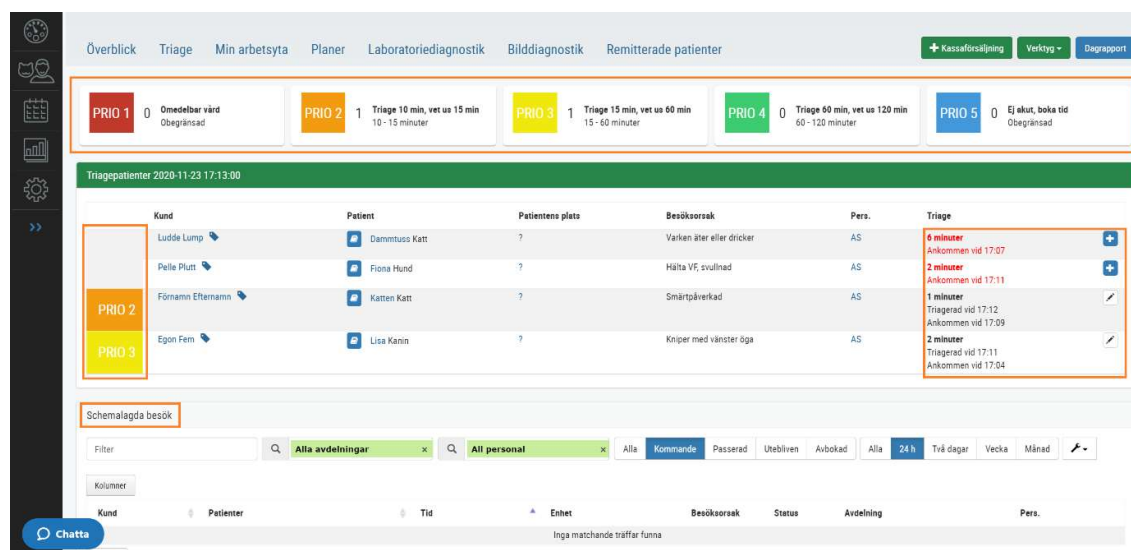 Överblick Triage Min arbetsyta Planer Laboratoriediagnostik Bilddiagnostik Remitterade patienter Kassaförsäljning Verktyg Dagrapport
PRIO 1 0 Omedelbar vård
Obegränsad
PRIO 2 1 Triage 10 min, vet us 15 min
10 - 15 minuter
PRIO 3 1 Triage 15 min, vet us 60 min
15 - 60 minuter
PRIO 4 0 Triage 60 min, vet us 120 min
60 - 120 minuter
PRIO 5 0 Ej akut, boka tid
Obegränsad
Triagepatienter 2020-11-23 17:13:00
Kund Patient Patientens plats Besöksorsak Pers. Triage
Ludde Lump Dammtuss Katt ? Varken äter eller dricker AS 6 minuter
Ankommen vid 17:07
Pelle Plutt Fiona Hund ? Hälta VF, svullnad AS 2 minuter
Ankommen vid 17:11
PRIO 2 Förnamn Efternamn Katten Katt ? Smärtpåverkad AS 1 minuter
Triagerad vid 17:12
Ankommen vid 17:09
PRIO 3 Egon Fem Lisa Kanin ? Kniper med vänster öga AS 2 minuter
Triagerad vid 17:11
Ankommen vid 17:04
Schemalagda besök
Filter Alla avdelningar x All personal x Alla Kommande Passerad Utebliven Avbokad Alla 24 h Två dagar Vecka Månad
Kolumner
Kund Patienter Tid Enhet Besöksorsak Status Avdelning Pers.
Inga matchande träffar funna
Chatta